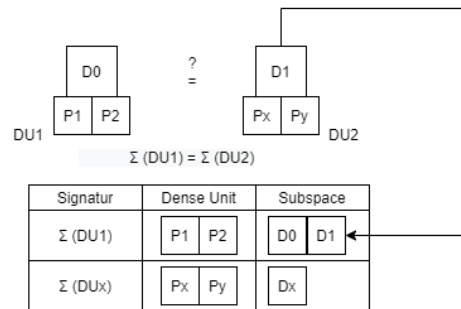 D0 ? D1
=
P1 P2 Px Py
DU1 DU2
Σ (DU1) = Σ (DU2)
Signatur Dense Unit Subspace
Σ (DU1) P1 P2 D0 D1
Σ (DUx) Px Py Dx